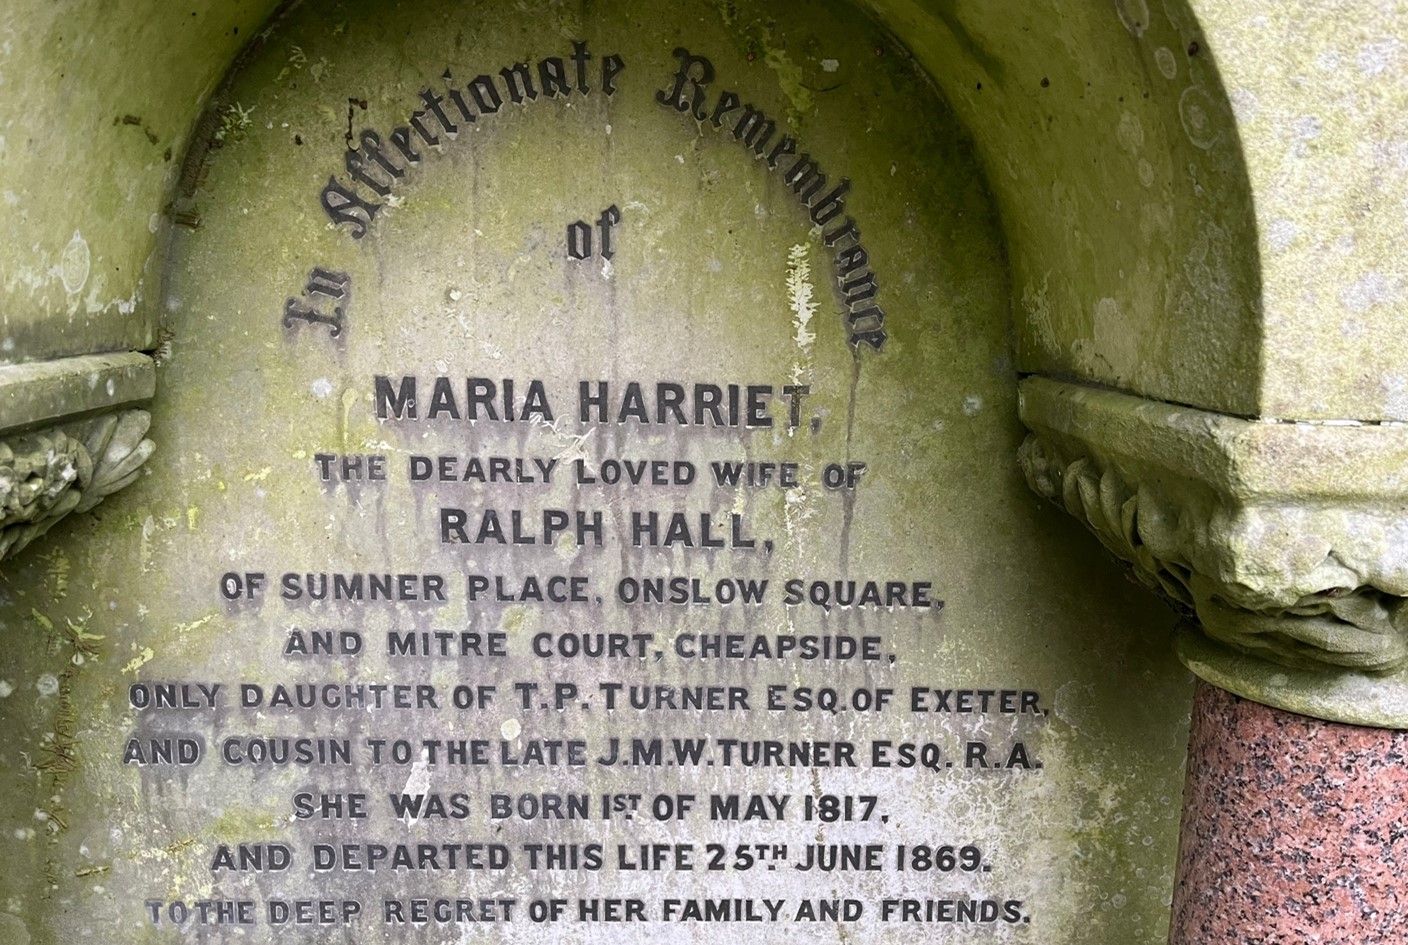 In Affectionate Remembrance
of
MARIA HARRIET,
THE DEARLY LOVED WIFE OF
RALPH HALL,
OF SUMNER PLACE, ONSLOW SQUARE,
AND MITRE COURT, CHEAPSIDE,
ONLY DAUGHTER OF T.P. TURNER ESQ. OF EXETER,
AND COUSIN TO THE LATE J.M.W. TURNER ESQ. R.A.
SHE WAS BORN 1ST. OF MAY 1817,
AND DEPARTED THIS LIFE 25TH JUNE 1869.
TO THE DEEP REGRET OF HER FAMILY AND FRIENDS.